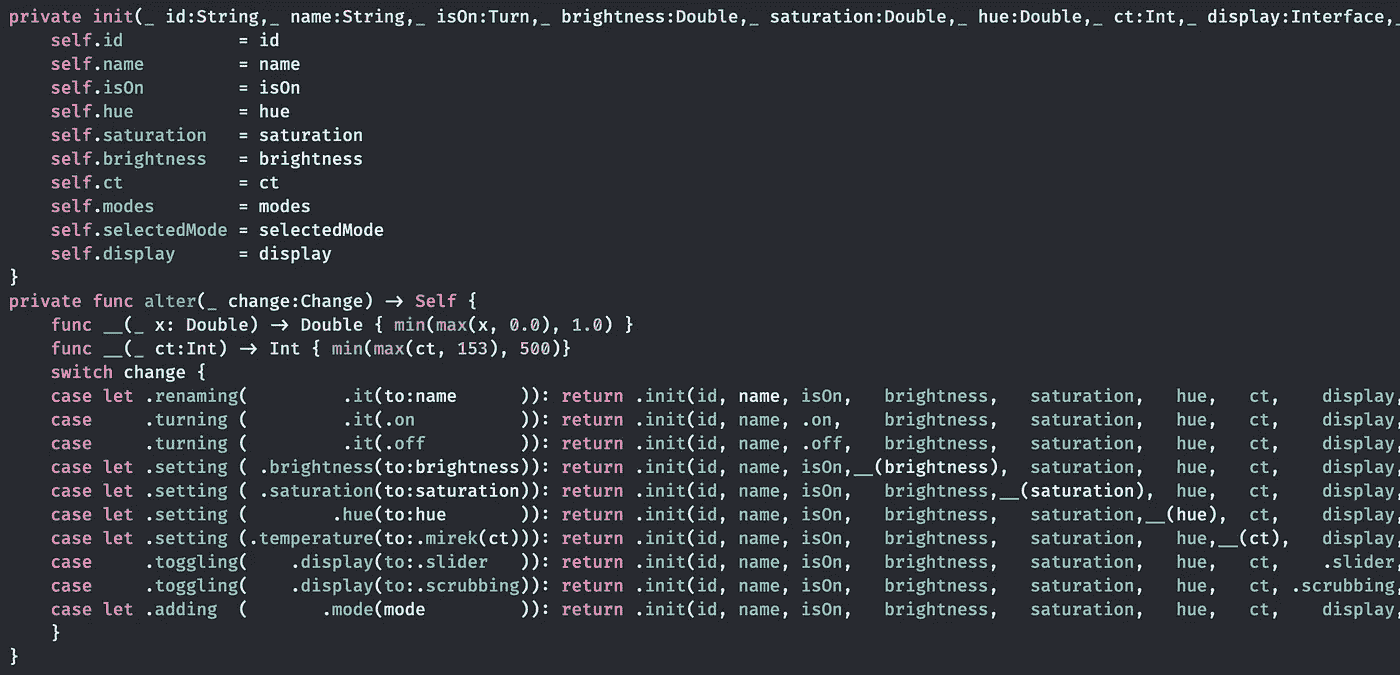 private init(_ id:String,_ name:String,_ isOn:Turn,_ brightness:Double,_ saturation:Double,_ hue:Double,_ ct:Int,_ display:Interface,_
    self.id           = id
    self.name         = name
    self.isOn         = isOn
    self.hue          = hue
    self.saturation   = saturation
    self.brightness   = brightness
    self.ct           = ct
    self.modes        = modes
    self.selectedMode = selectedMode
    self.display      = display
}
private func alter(_ change:Change) -> Self {
    func __(_ x: Double) -> Double { min(max(x, 0.0), 1.0) }
    func __(_ ct:Int) -> Int { min(max(ct, 153), 500)}
    switch change {
    case let .renaming(         .it(to:name      )): return .init(id, name, isOn,   brightness,   saturation,   hue,   ct,    display,
    case     .turning (         .it(.on          )): return .init(id, name, .on,    brightness,   saturation,   hue,   ct,    display,
    case     .turning (         .it(.off         )): return .init(id, name, .off,   brightness,   saturation,   hue,   ct,    display,
    case let .setting ( .brightness(to:brightness)): return .init(id, name, isOn,__(brightness),  saturation,   hue,   ct,    display,
    case let .setting ( .saturation(to:saturation)): return .init(id, name, isOn,   brightness,__(saturation),  hue,   ct,    display,
    case let .setting (        .hue(to:hue       )): return .init(id, name, isOn,   brightness,   saturation,__(hue),  ct,    display,
    case let .setting (.temperature(to:.mirek(ct))): return .init(id, name, isOn,   brightness,   saturation,   hue,__(ct),   display,
    case     .toggling(    .display(to:.slider   )): return .init(id, name, isOn,   brightness,   saturation,   hue,   ct,    .slider,
    case     .toggling(    .display(to:.scrubbing)): return .init(id, name, isOn,   brightness,   saturation,   hue,   ct, .scrubbing,
    case let .adding  (       .mode(mode         )): return .init(id, name, isOn,   brightness,   saturation,   hue,   ct,    display,
    }
}